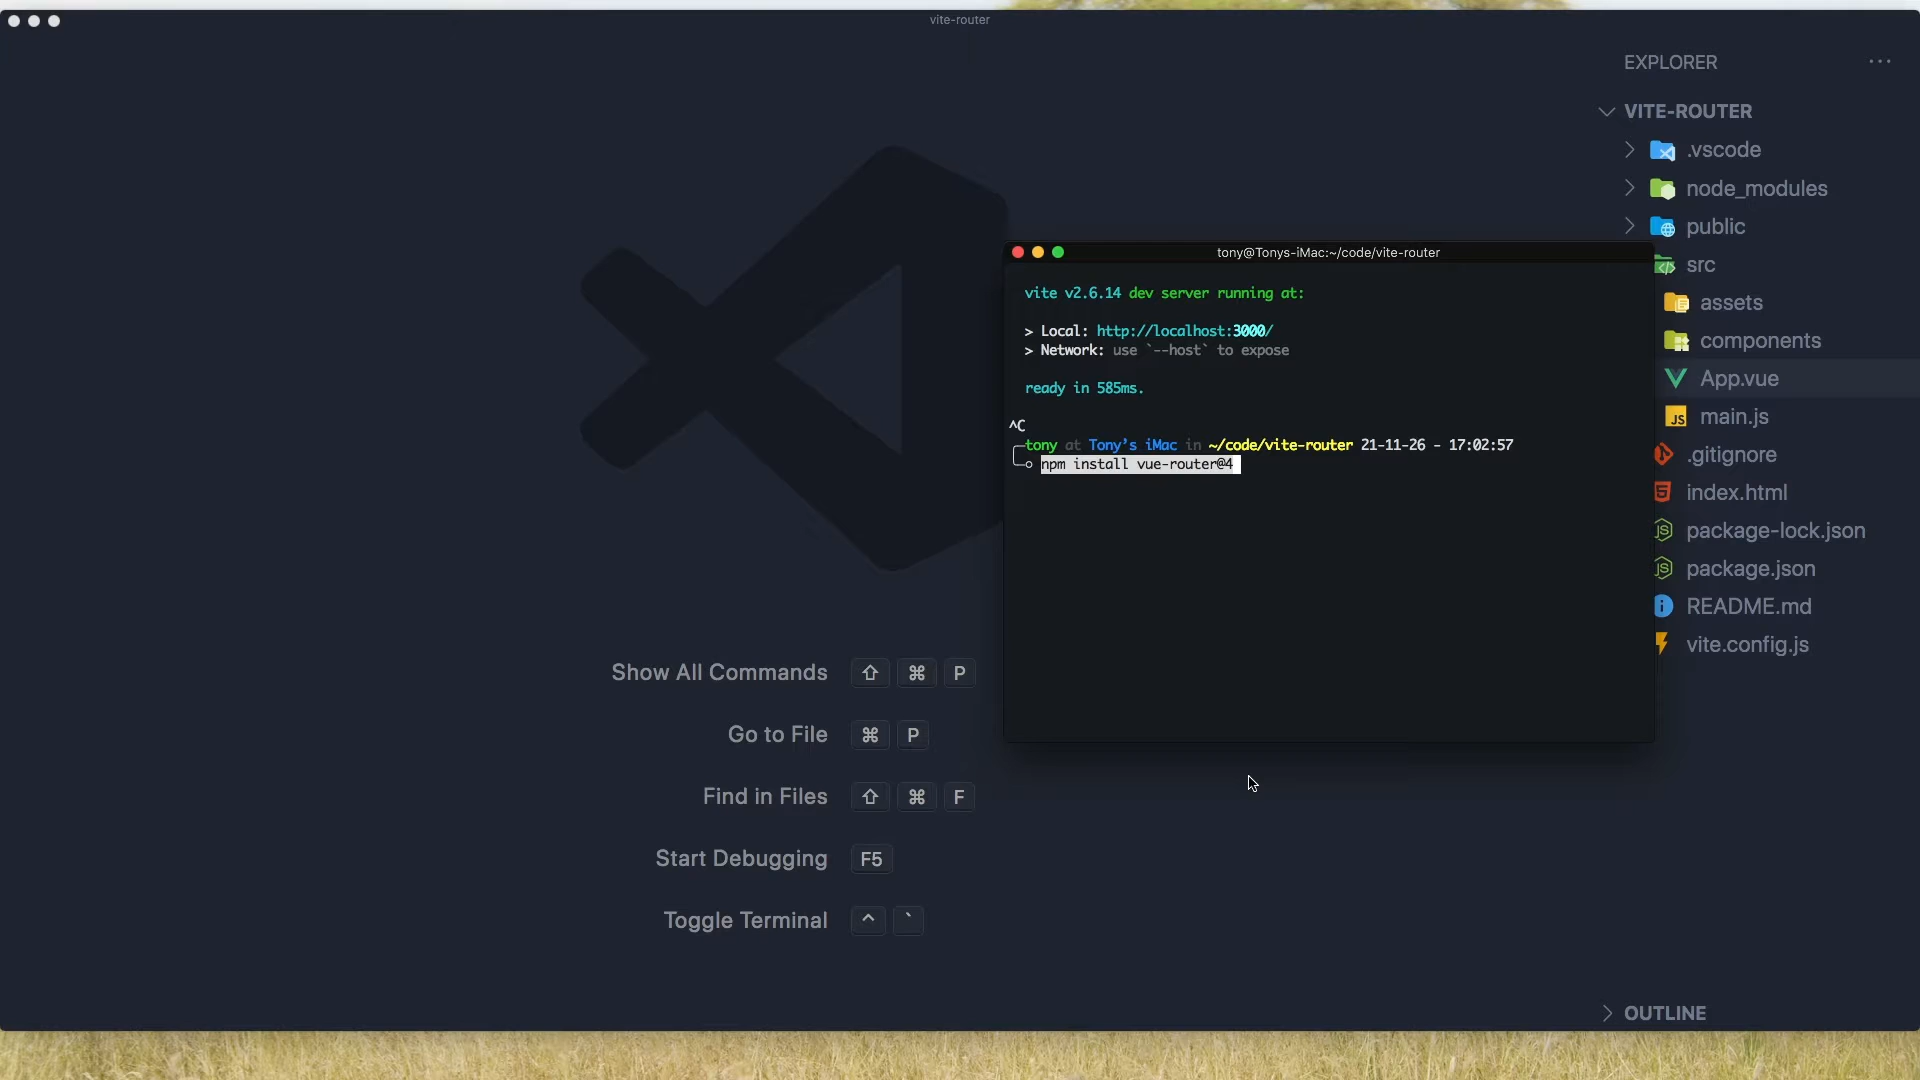 vite-router
EXPLORER
VITE-ROUTER
.vscode
node_modules
public
src
assets
components
App.vue
main.js
.gitignore
index.html
package-lock.json
package.json
README.md
vite.config.js
OUTLINE
tony@Tonys-iMac:~/code/vite-router
vite v2.6.14 dev server running at:
> Local: http://localhost:3000/
> Network: use `--host` to expose
ready in 585ms.
^C
tony at Tony’s iMac in ~/code/vite-router 21-11-26 - 17:02:57
npm install vue-router@4
Show All Commands ⇧ ⌘ P
Go to File ⌘ P
Find in Files ⇧ ⌘ F
Start Debugging F5
Toggle Terminal ^ `